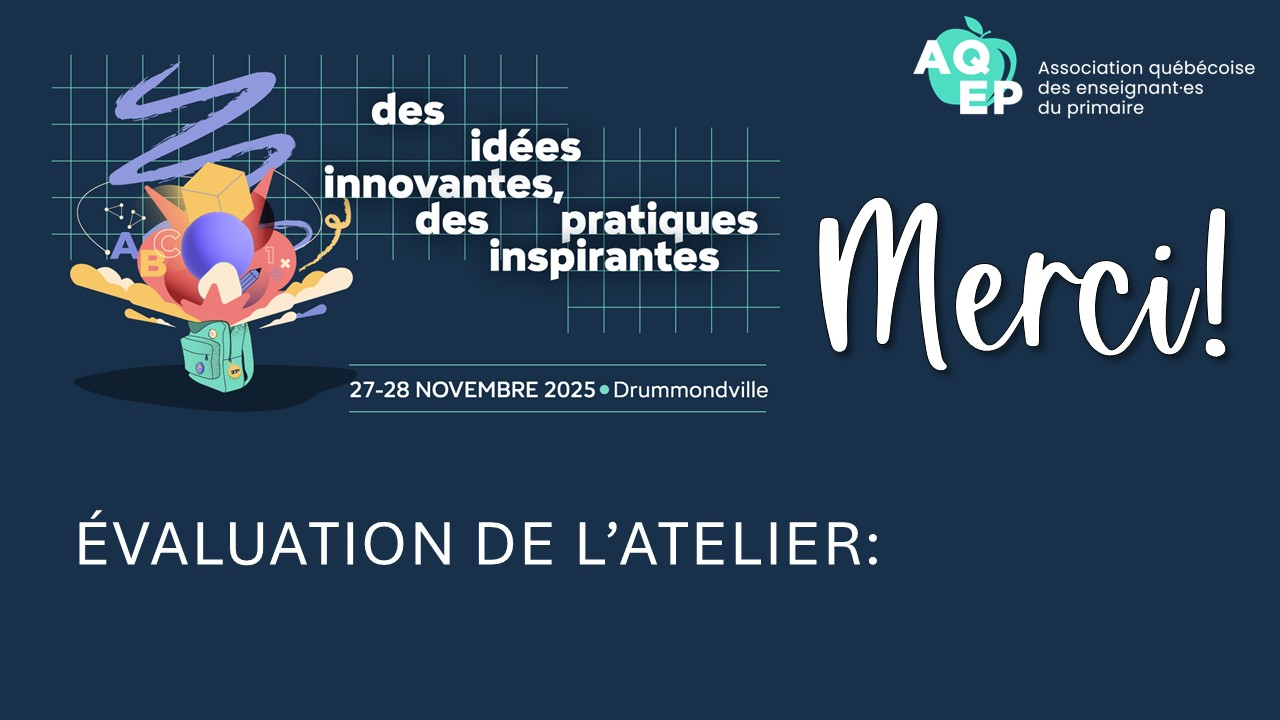 AQ
EP
Association québécoise
des enseignant·es
du primaire
des
idées
innovantes,
des pratiques
inspirantes
A
B
C
1
27-28 NOVEMBRE 2025 • Drummondville
Merci!
ÉVALUATION DE L’ATELIER: